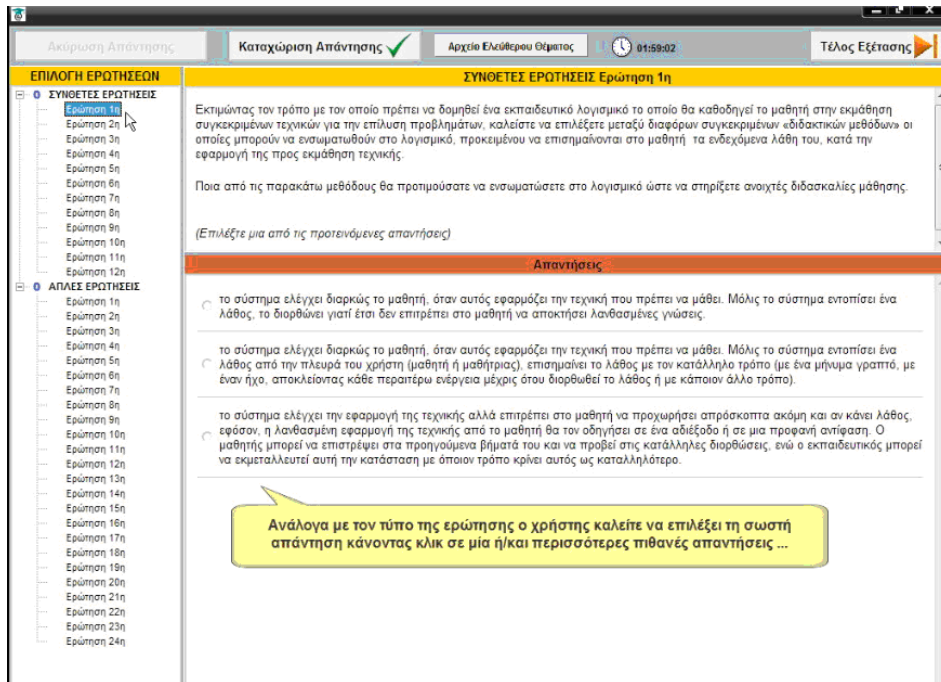 Ακύρωση Απάντησης
Καταχώριση Απάντησης
Αρχείο Ελεύθερου Θέματος
01:59:02
Τέλος Εξέτασης
ΕΠΙΛΟΓΗ ΕΡΩΤΗΣΕΩΝ
0 ΣΥΝΘΕΤΕΣ ΕΡΩΤΗΣΕΙΣ
Ερώτηση 1η
Ερώτηση 2η
Ερώτηση 3η
Ερώτηση 4η
Ερώτηση 5η
Ερώτηση 6η
Ερώτηση 7η
Ερώτηση 8η
Ερώτηση 9η
Ερώτηση 10η
Ερώτηση 11η
Ερώτηση 12η
0 ΑΠΛΕΣ ΕΡΩΤΗΣΕΙΣ
Ερώτηση 1η
Ερώτηση 2η
Ερώτηση 3η
Ερώτηση 4η
Ερώτηση 5η
Ερώτηση 6η
Ερώτηση 7η
Ερώτηση 8η
Ερώτηση 9η
Ερώτηση 10η
Ερώτηση 11η
Ερώτηση 12η
Ερώτηση 13η
Ερώτηση 14η
Ερώτηση 15η
Ερώτηση 16η
Ερώτηση 17η
Ερώτηση 18η
Ερώτηση 19η
Ερώτηση 20η
Ερώτηση 21η
Ερώτηση 22η
Ερώτηση 23η
Ερώτηση 24η
ΣΥΝΘΕΤΕΣ ΕΡΩΤΗΣΕΙΣ Ερώτηση 1η
Εκτιμώντας τον τρόπο με τον οποίο πρέπει να δομηθεί ένα εκπαιδευτικό λογισμικό το οποίο θα καθοδηγεί το μαθητή στην εκμάθηση
συγκεκριμένων τεχνικών για την επίλυση προβλημάτων, καλείστε να επιλέξετε μεταξύ διαφόρων συγκεκριμένων «διδακτικών μεθόδων» οι
οποίες μπορούν να ενσωματωθούν στο λογισμικό, προκειμένου να επισημαίνονται στο μαθητή τα ενδεχόμενα λάθη του, κατά την
εφαρμογή της προς εκμάθηση τεχνικής.
Ποια από τις παρακάτω μεθόδους θα προτιμούσατε να ενσωματώσετε στο λογισμικό ώστε να στηρίξετε ανοιχτές διδασκαλίες μάθησης.
(Επιλέξτε μια από τις προτεινόμενες απαντήσεις)
Απαντήσεις
το σύστημα ελέγχει διαρκώς το μαθητή, όταν αυτός εφαρμόζει την τεχνική που πρέπει να μάθει. Μόλις το σύστημα εντοπίσει ένα
λάθος, το διορθώνει γιατί έτσι δεν επιτρέπει στο μαθητή να αποκτήσει λανθασμένες γνώσεις.
το σύστημα ελέγχει διαρκώς το μαθητή, όταν αυτός εφαρμόζει την τεχνική που πρέπει να μάθει. Μόλις το σύστημα εντοπίσει ένα
λάθος από την πλευρά του χρήστη (μαθητή ή μαθήτριας), επισημαίνει το λάθος με τον κατάλληλο τρόπο (με ένα μήνυμα γραπτό, με
έναν ήχο, αποκλείοντας κάθε περαιτέρω ενέργεια μέχρις ότου διορθωθεί το λάθος ή με κάποιον άλλο τρόπο).
το σύστημα ελέγχει την εφαρμογή της τεχνικής αλλά επιτρέπει στο μαθητή να προχωρήσει απρόσκοπτα ακόμη και αν κάνει λάθος,
εφόσον, η λανθασμένη εφαρμογή της τεχνικής από το μαθητή θα τον οδηγήσει σε ένα αδιέξοδο ή σε μια προφανή αντίφαση. Ο
μαθητής μπορεί να επιστρέψει στα προηγούμενα βήματά του και να προβεί στις κατάλληλες διορθώσεις, ενώ ο εκπαιδευτικός μπορεί
να εκμεταλλευτεί αυτή την κατάσταση με όποιον τρόπο κρίνει αυτός ως καταλληλότερο.
Ανάλογα με τον τύπο της ερώτησης ο χρήστης καλείτε να επιλέξει τη σωστή
απάντηση κάνοντας κλικ σε μία ή/και περισσότερες πιθανές απαντήσεις ...